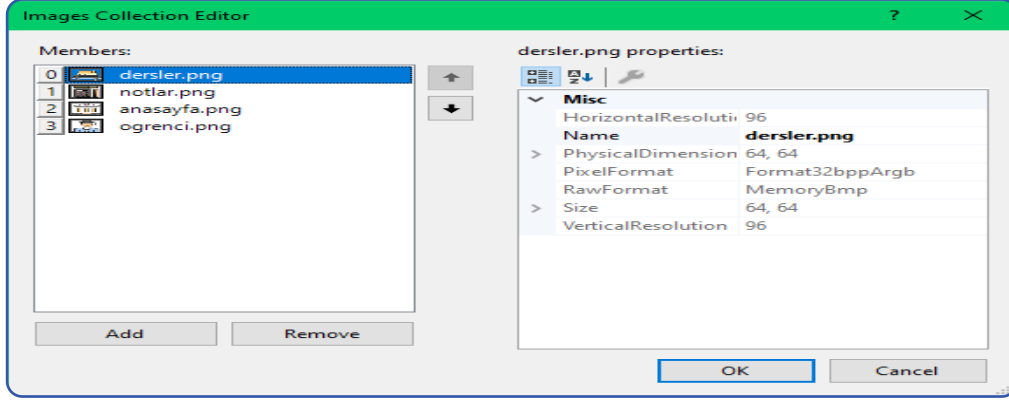 Images Collection Editor ? ✕
Members:
0 dersler.png
1 notlar.png
2 anasayfa.png
3 ogrenci.png
Add Remove
dersler.png properties:
Misc
HorizontalResoluti 96
Name dersler.png
PhysicalDimension 64, 64
PixelFormat Format32bppArgb
RawFormat MemoryBmp
Size 64, 64
VerticalResolution 96
OK Cancel